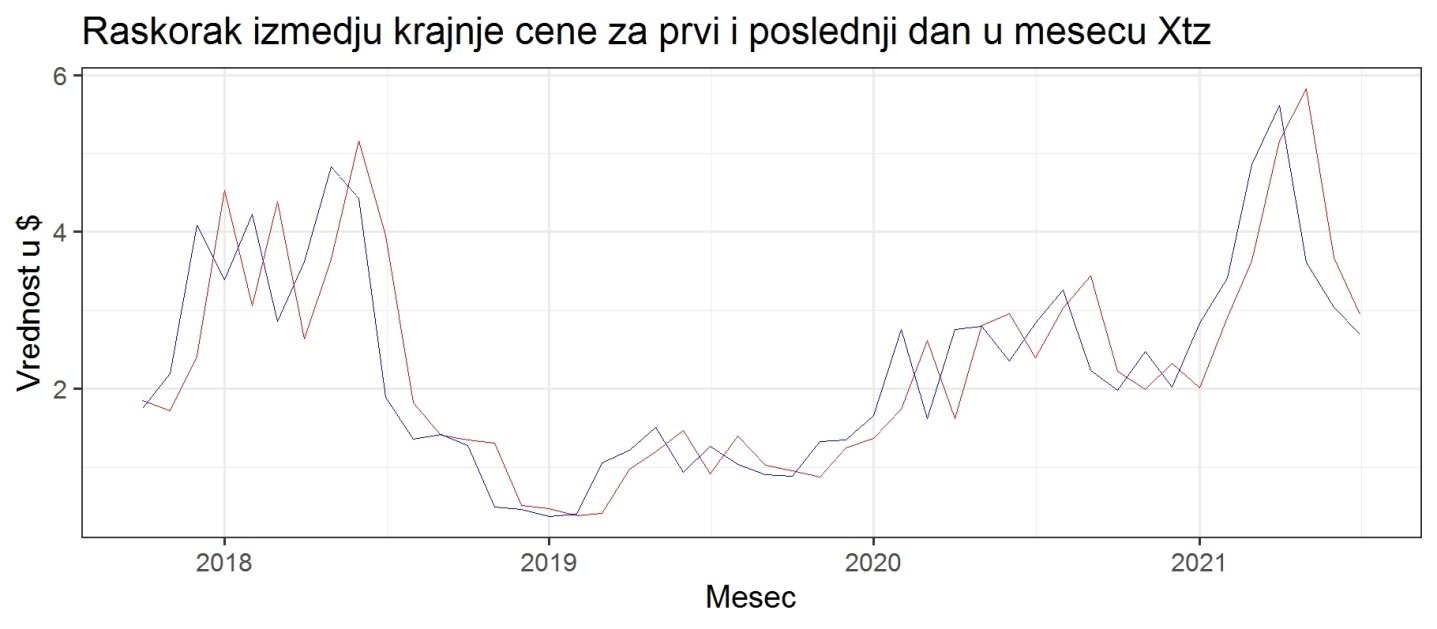 Raskorak izmedju krajnje cene za prvi i poslednji dan u mesecu Xtz
Vrednost u $
6
4
2
2018 2019 2020 2021
Mesec